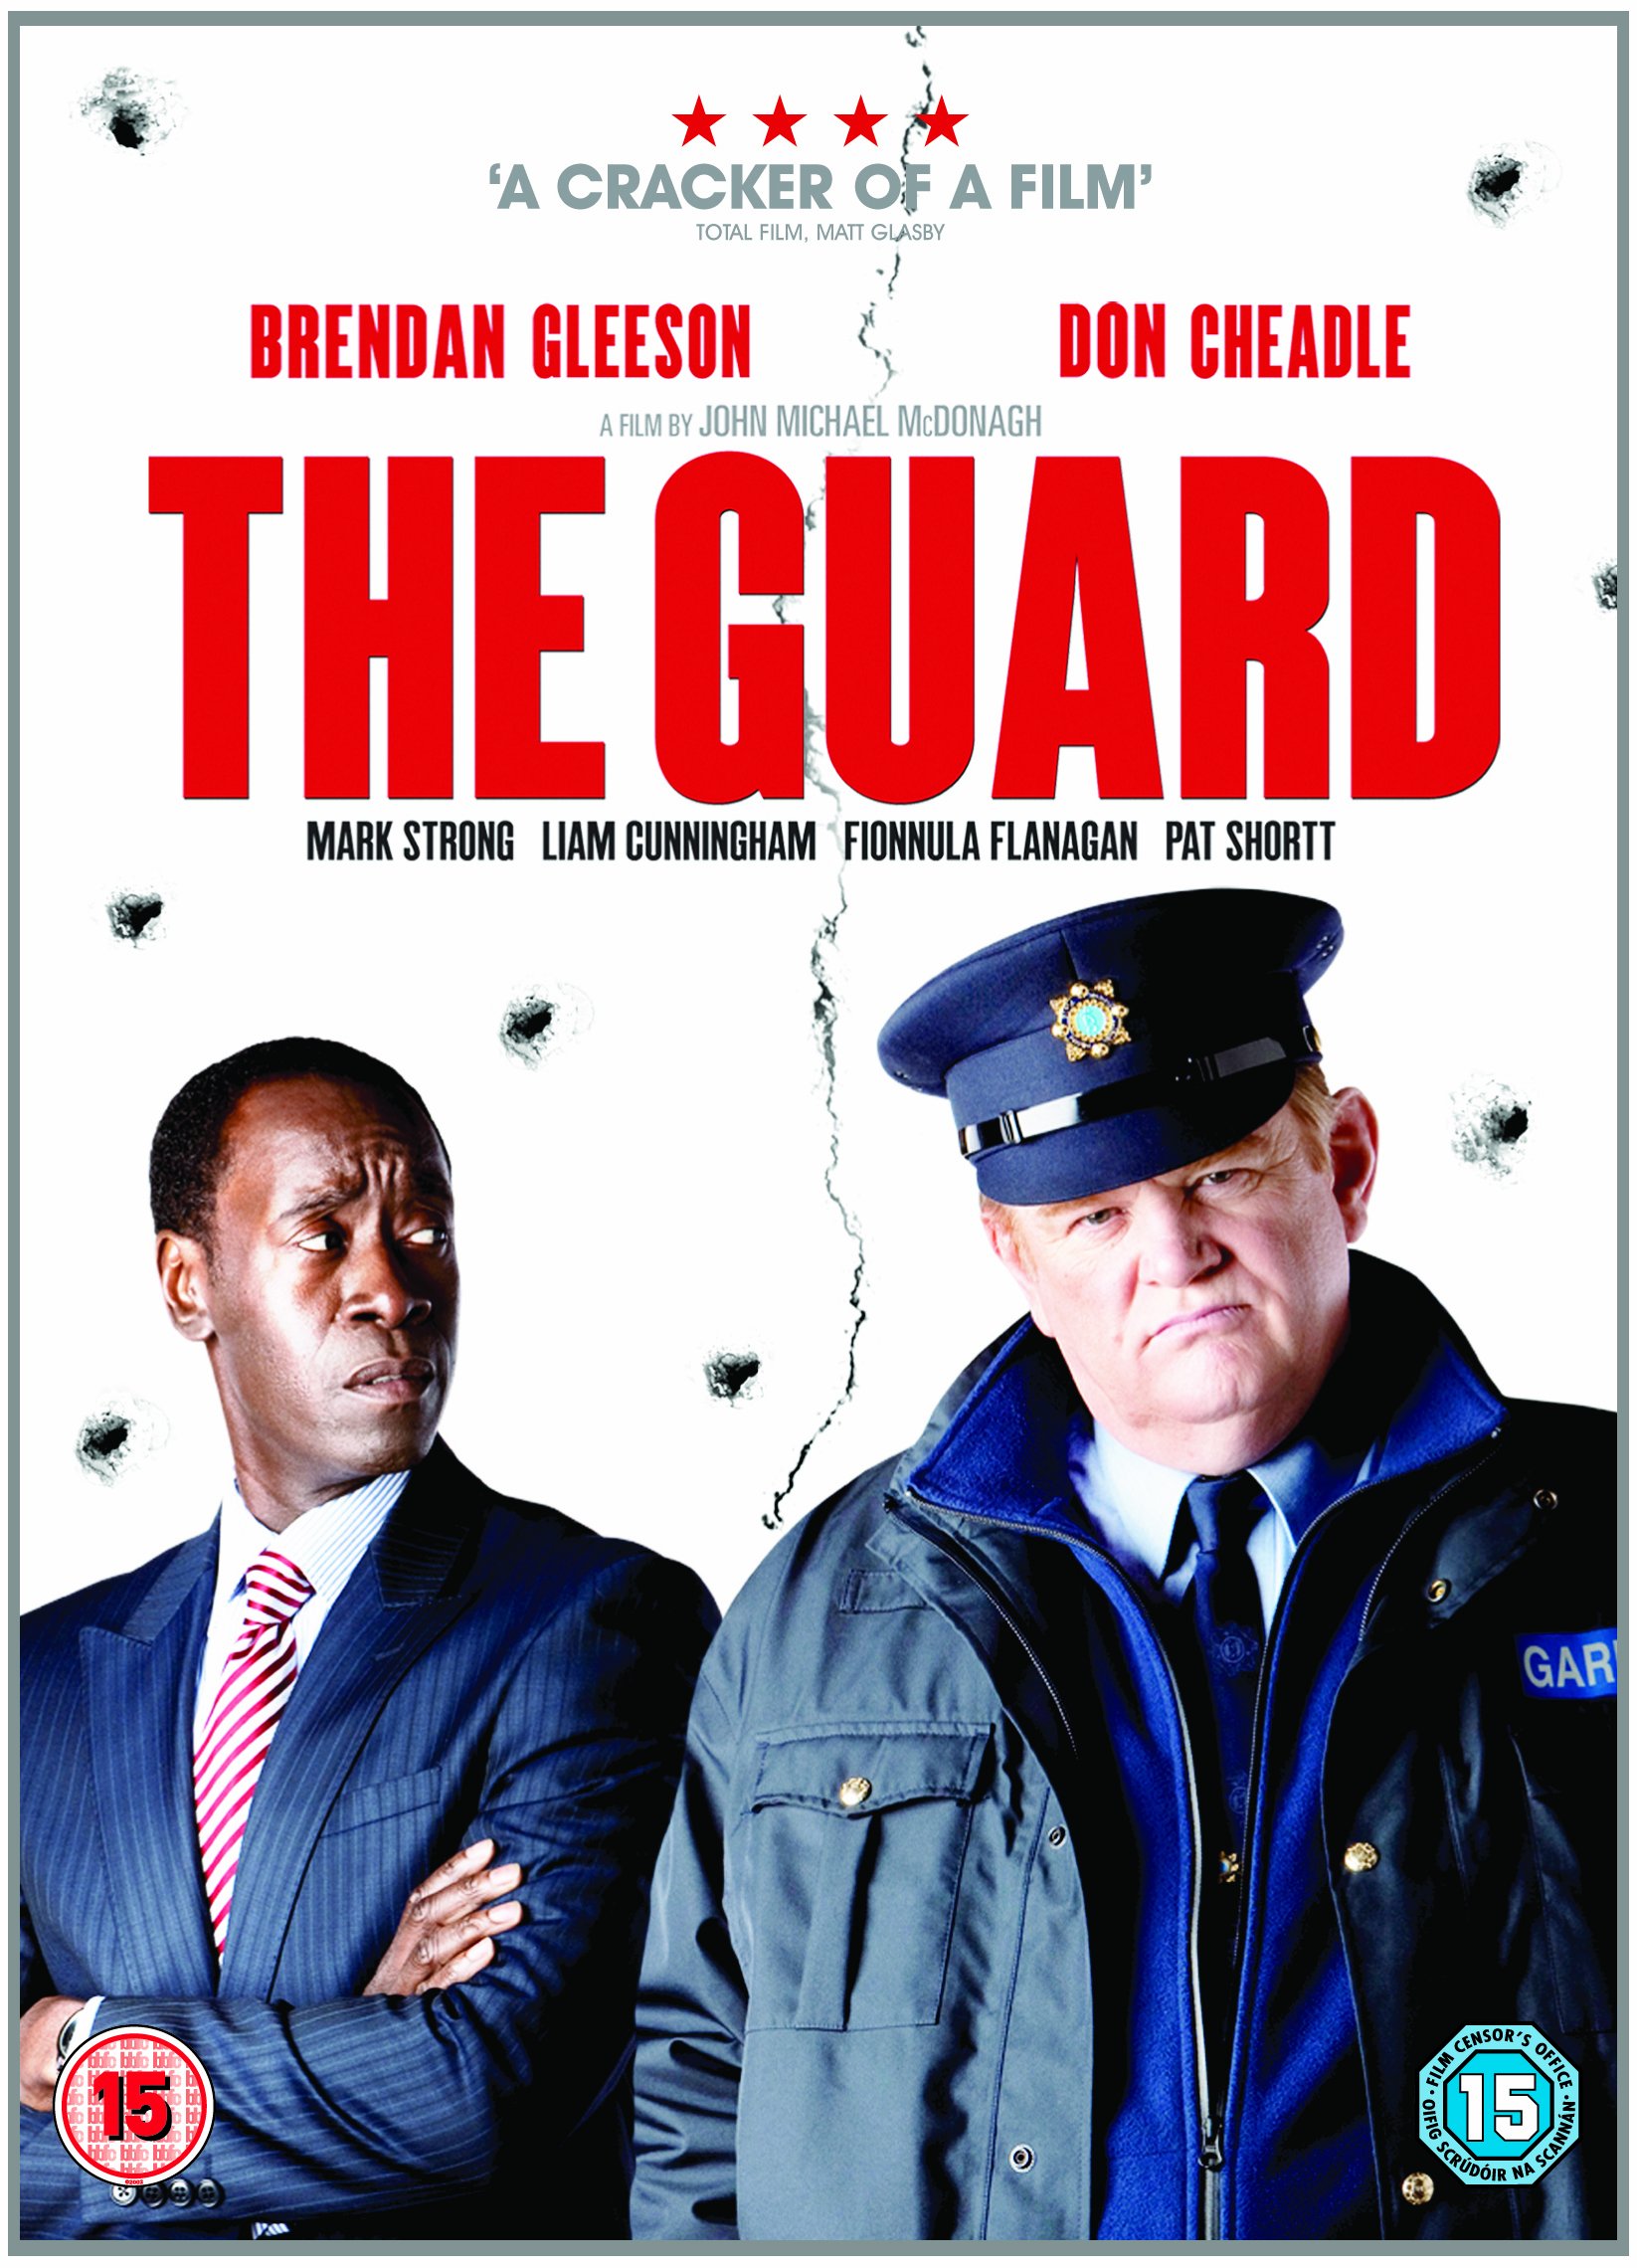 ‘A CRACKER OF A FILM’
TOTAL FILM, MATT GLASBY
BRENDAN GLEESON DON CHEADLE
A FILM BY JOHN MICHAEL McDONAGH
THE GUARD
MARK STRONG LIAM CUNNINGHAM FIONNULA FLANAGAN PAT SHORTT
GAR
15
FILM CENSOR'S OFFICE
15
OIFIG SCRÚDÓIR NA SCANNÁN